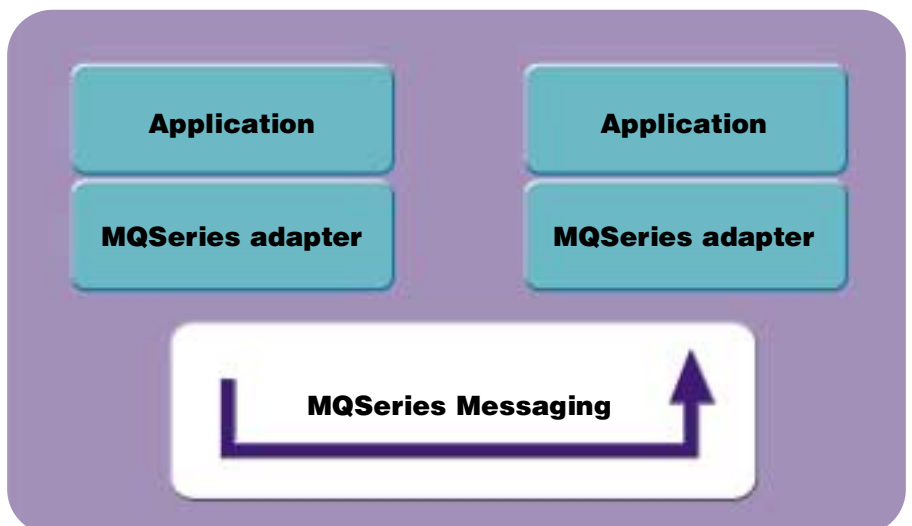 Application
Application
MQSeries adapter
MQSeries adapter
MQSeries Messaging